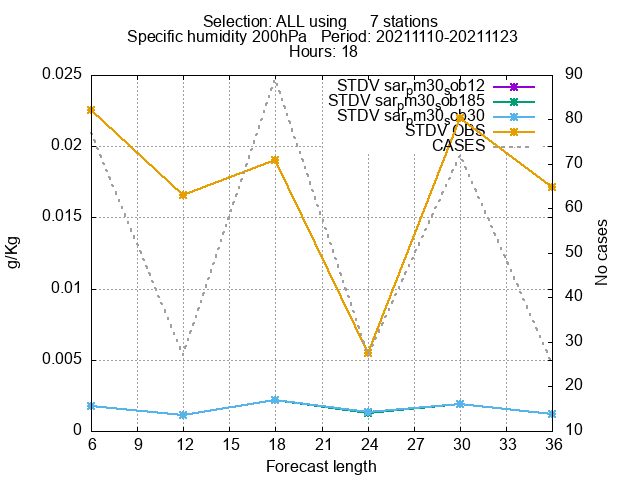 Selection: ALL using     7 stations
Specific humidity 200hPa   Period: 20211110-20211123
Hours: 18
STDV sar_pm30_sob12
STDV sar_pm30_sob185
STDV sar_pm30_sob30
STDV OBS
CASES
0.025
0.02
0.015
0.01
0.005
0
90
80
70
60
50
40
30
20
10
g/Kg
No cases
6 9 12 15 18 21 24 27 30 33 36
Forecast length